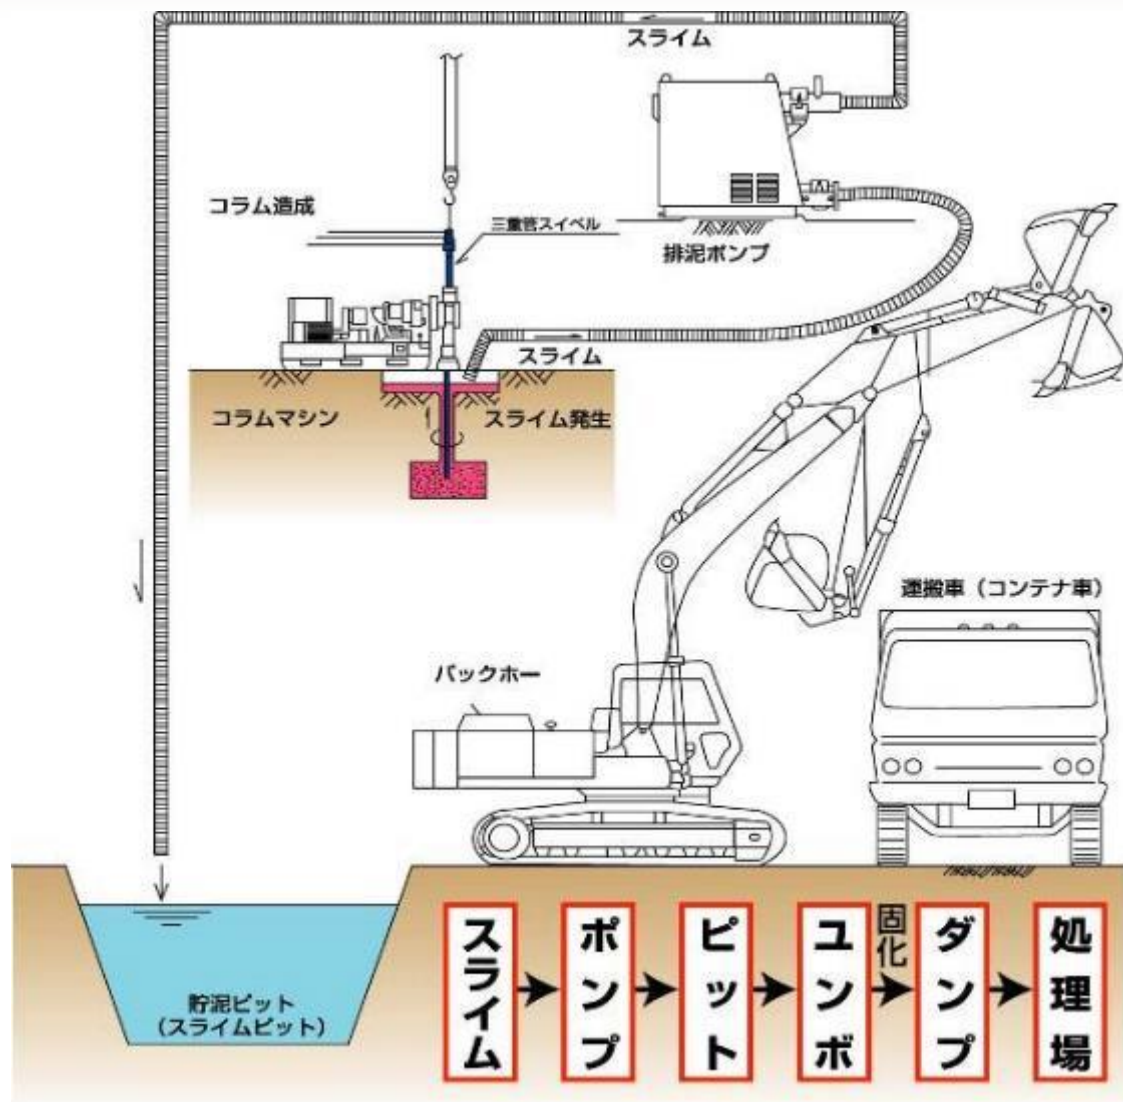 スライム
コラム造成
三重管スイベル
排泥ポンプ
スライム
コラムマシン
スライム発生
運搬車（コンテナ車）
バックホー
貯泥ピット
（スライムピット）
スライム
ポンプ
ピット
ユンボ
固化
ダンプ
処理場